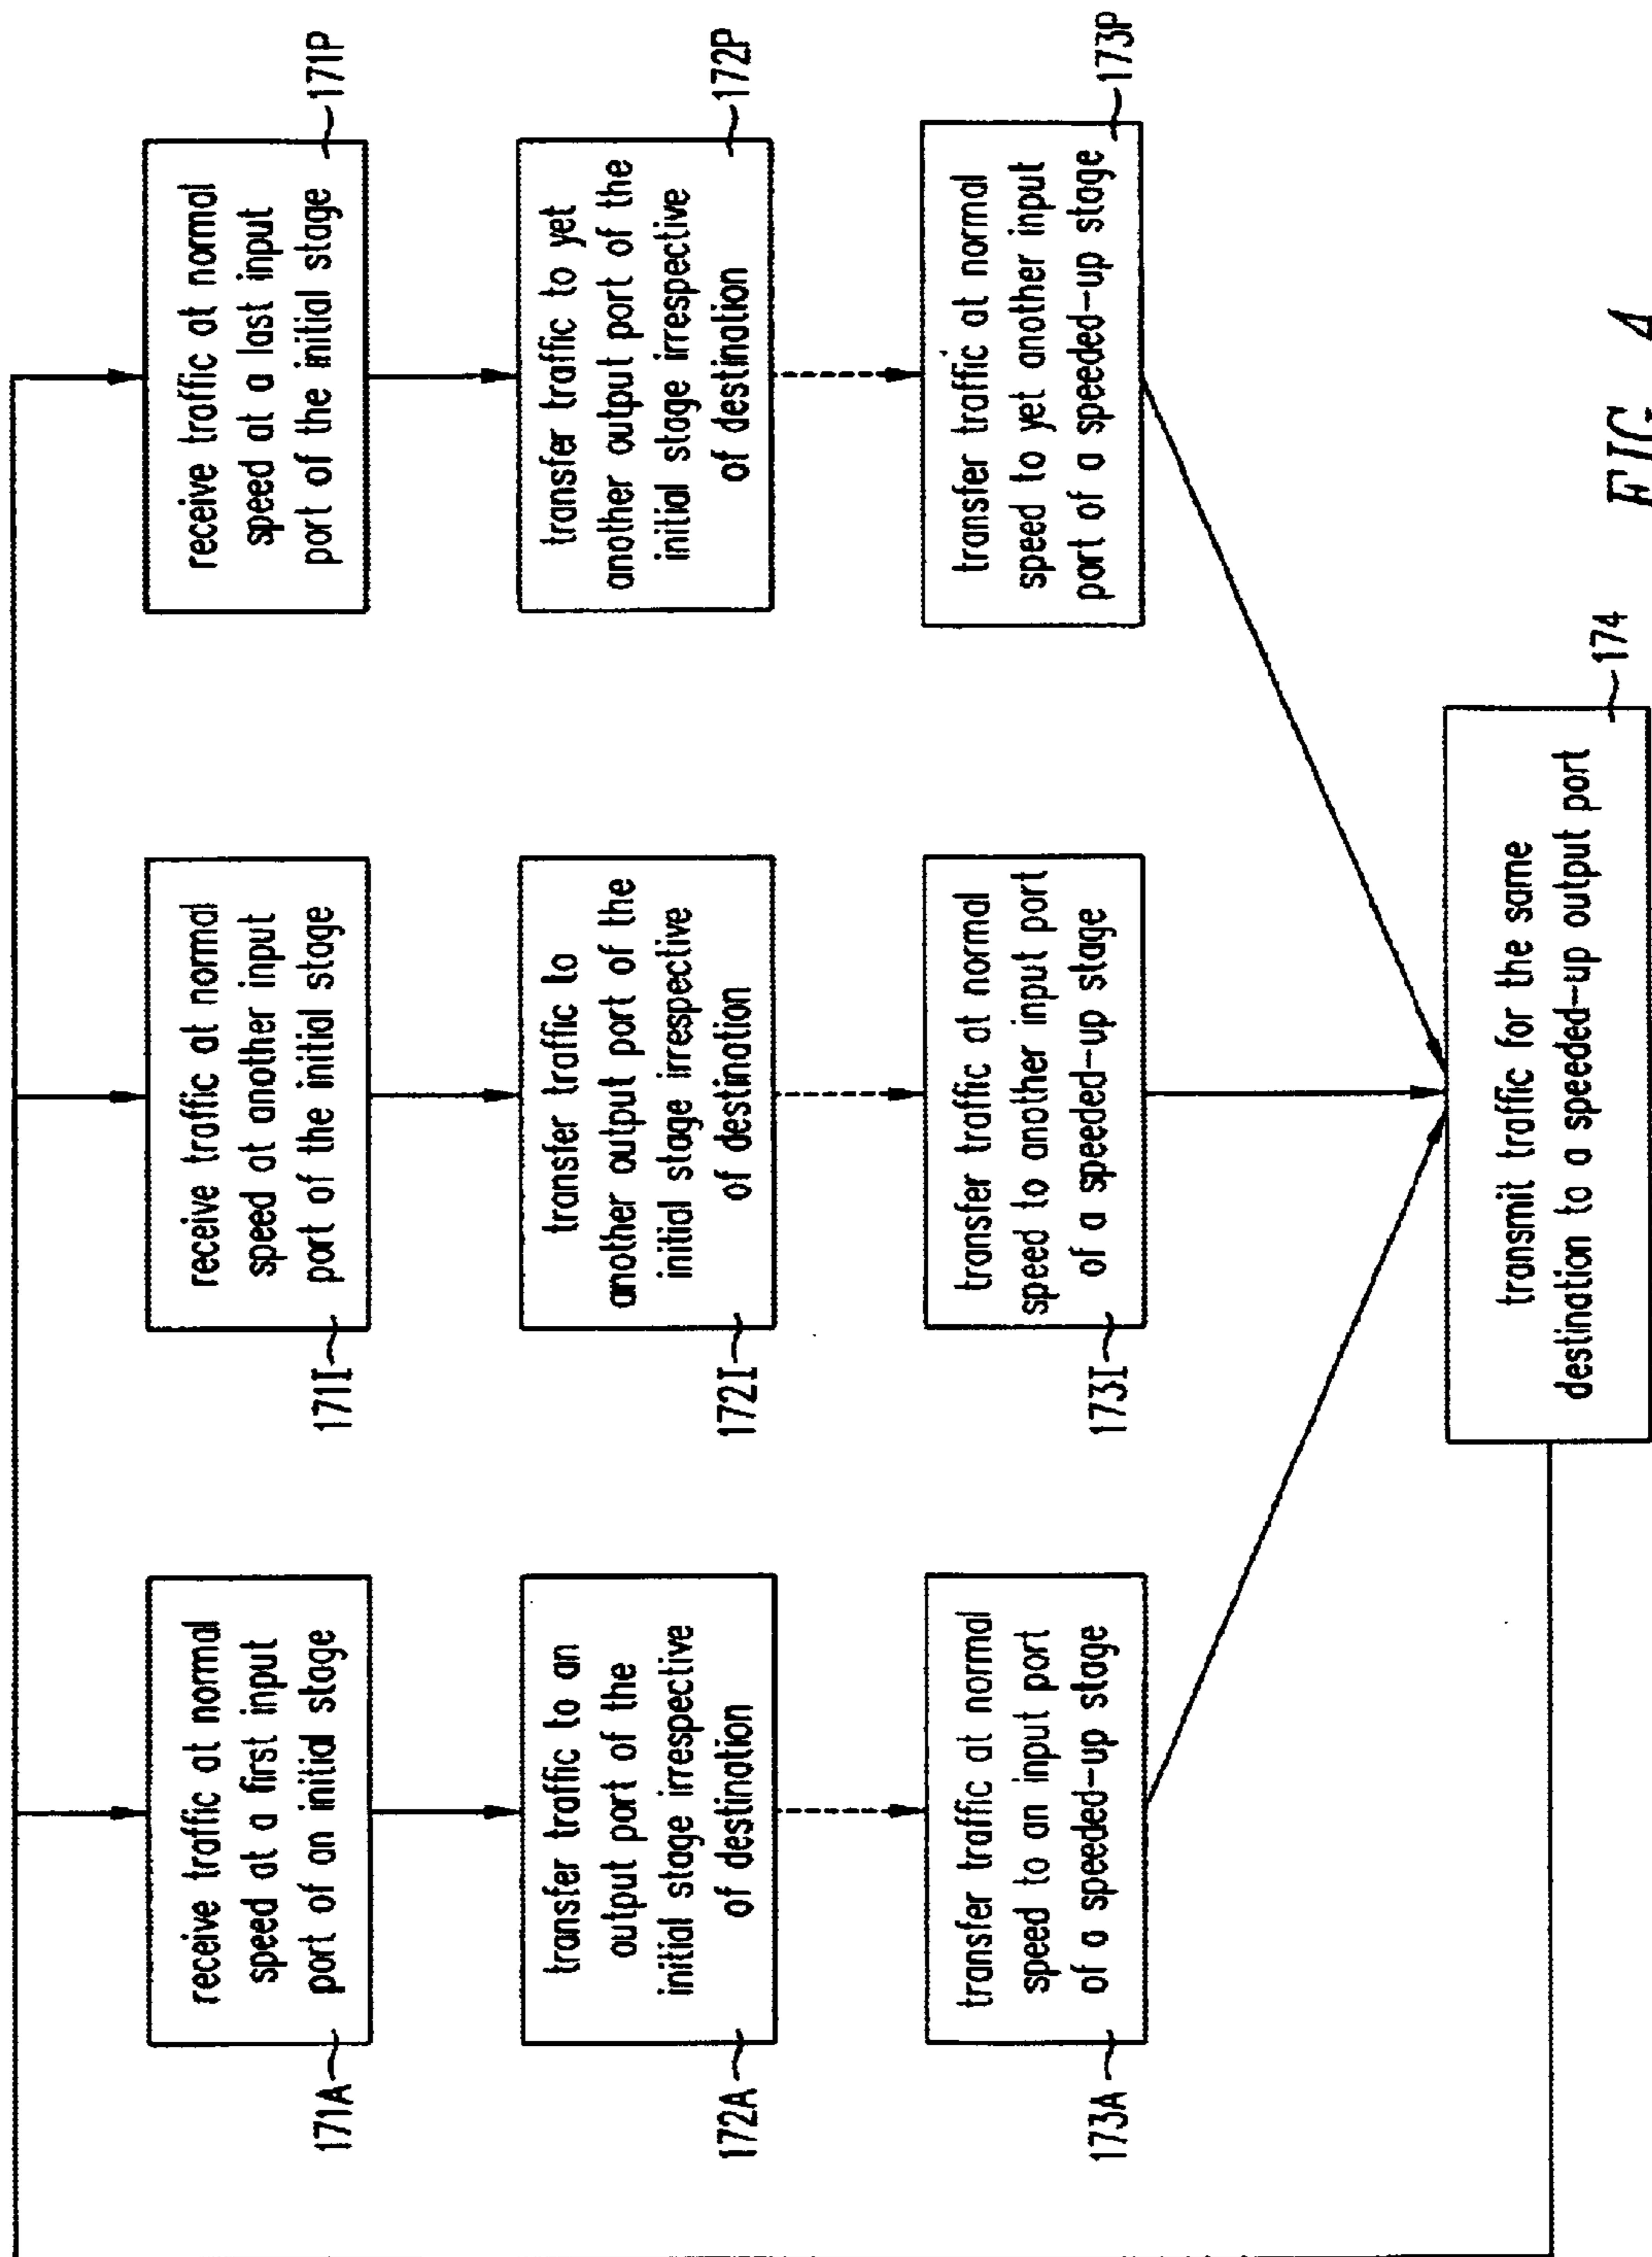 receive traffic at normal
speed at a first input
port of an initial stage
171A
receive traffic at normal
speed at another input
port of the initial stage
171I
receive traffic at normal
speed at a last input
port of the initial stage
171P
transfer traffic to an
output port of the
initial stage irrespective
of destination
172A
transfer traffic to
another output port of the
initial stage irrespective
of destination
172I
transfer traffic to yet
another output port of the
initial stage irrespective
of destination
172P
transfer traffic at normal
speed to an input port
of a speeded-up stage
173A
transfer traffic at normal
speed to another input port
of a speeded-up stage
173I
transfer traffic at normal
speed to yet another input
port of a speeded-up stage
173P
transmit traffic for the same
destination to a speeded-up output port
174
FIG. 4